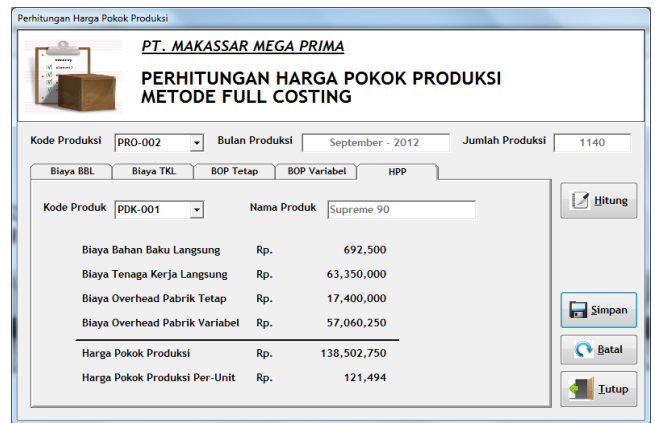 Perhitungan Harga Pokok Produksi
PT. MAKASSAR MEGA PRIMA
PERHITUNGAN HARGA POKOK PRODUKSI
METODE FULL COSTING
Kode Produksi PRO-002 Bulan Produksi September - 2012 Jumlah Produksi 1140
Biaya BBL Biaya TKL BOP Tetap BOP Variabel HPP
Kode Produk PDK-001 Nama Produk Supreme 90
Hitung
Biaya Bahan Baku Langsung Rp. 692,500
Biaya Tenaga Kerja Langsung Rp. 63,350,000
Biaya Overhead Pabrik Tetap Rp. 17,400,000
Simpan
Biaya Overhead Pabrik Variabel Rp. 57,060,250
Harga Pokok Produksi Rp. 138,502,750
Batal
Harga Pokok Produksi Per-Unit Rp. 121,494
Tutup